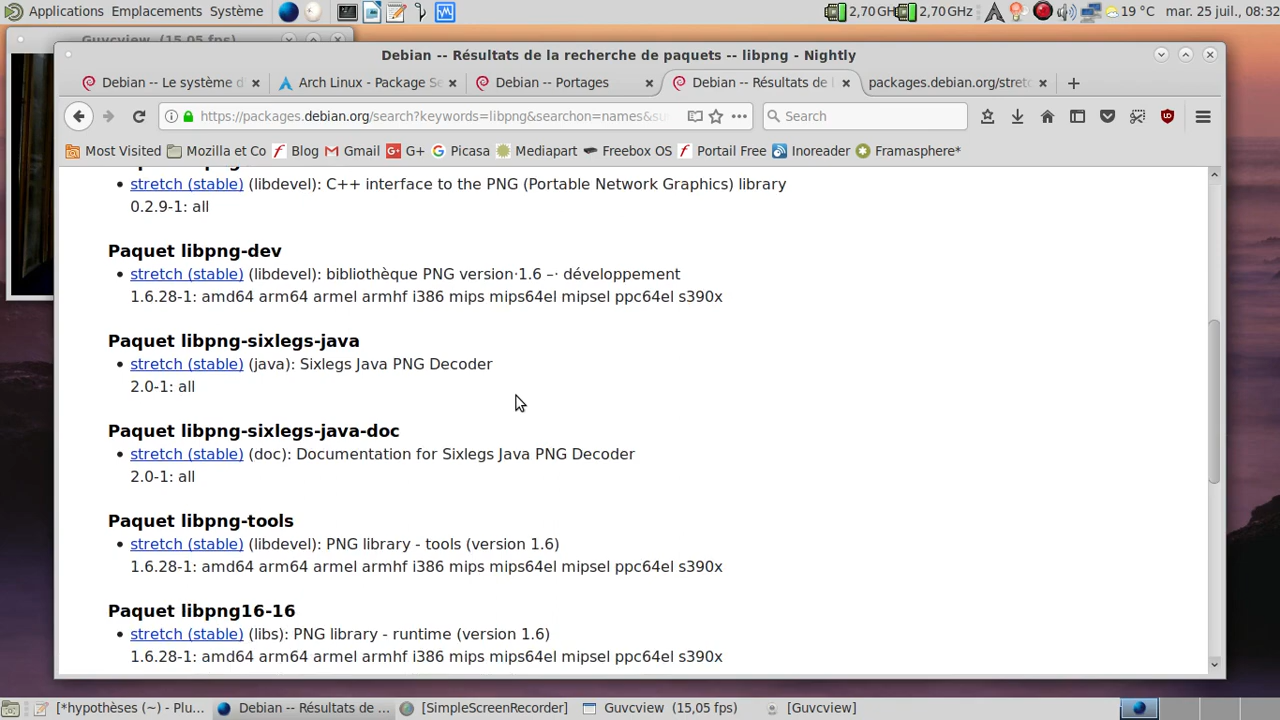 Applications Emplacements Système 2,70 GHz 2,70 GHz 19 °C mar. 25 juil., 08:32
Guvcview (15,05 fps)
Debian -- Résultats de la recherche de paquets -- libpng - Nightly
Debian -- Le système d Arch Linux - Package Se Debian -- Portages Debian -- Résultats de packages.debian.org/stret
https://packages.debian.org/search?keywords=libpng&searchon=names&su Search
Most Visited Mozilla et Co Blog Gmail G+ Picasa Mediapart Freebox OS Portail Free Inoreader Framasphere*
stretch (stable) (libdevel): C++ interface to the PNG (Portable Network Graphics) library
0.2.9-1: all
Paquet libpng-dev
stretch (stable) (libdevel): bibliothèque PNG version·1.6 –· développement
1.6.28-1: amd64 arm64 armel armhf i386 mips mips64el mipsel ppc64el s390x
Paquet libpng-sixlegs-java
stretch (stable) (java): Sixlegs Java PNG Decoder
2.0-1: all
Paquet libpng-sixlegs-java-doc
stretch (stable) (doc): Documentation for Sixlegs Java PNG Decoder
2.0-1: all
Paquet libpng-tools
stretch (stable) (libdevel): PNG library - tools (version 1.6)
1.6.28-1: amd64 arm64 armel armhf i386 mips mips64el mipsel ppc64el s390x
Paquet libpng16-16
stretch (stable) (libs): PNG library - runtime (version 1.6)
1.6.28-1: amd64 arm64 armel armhf i386 mips mips64el mipsel ppc64el s390x
[*hypothèses (~) - Plu... Debian -- Résultats de ... [SimpleScreenRecorder] Guvcview (15,05 fps) [Guvcview]